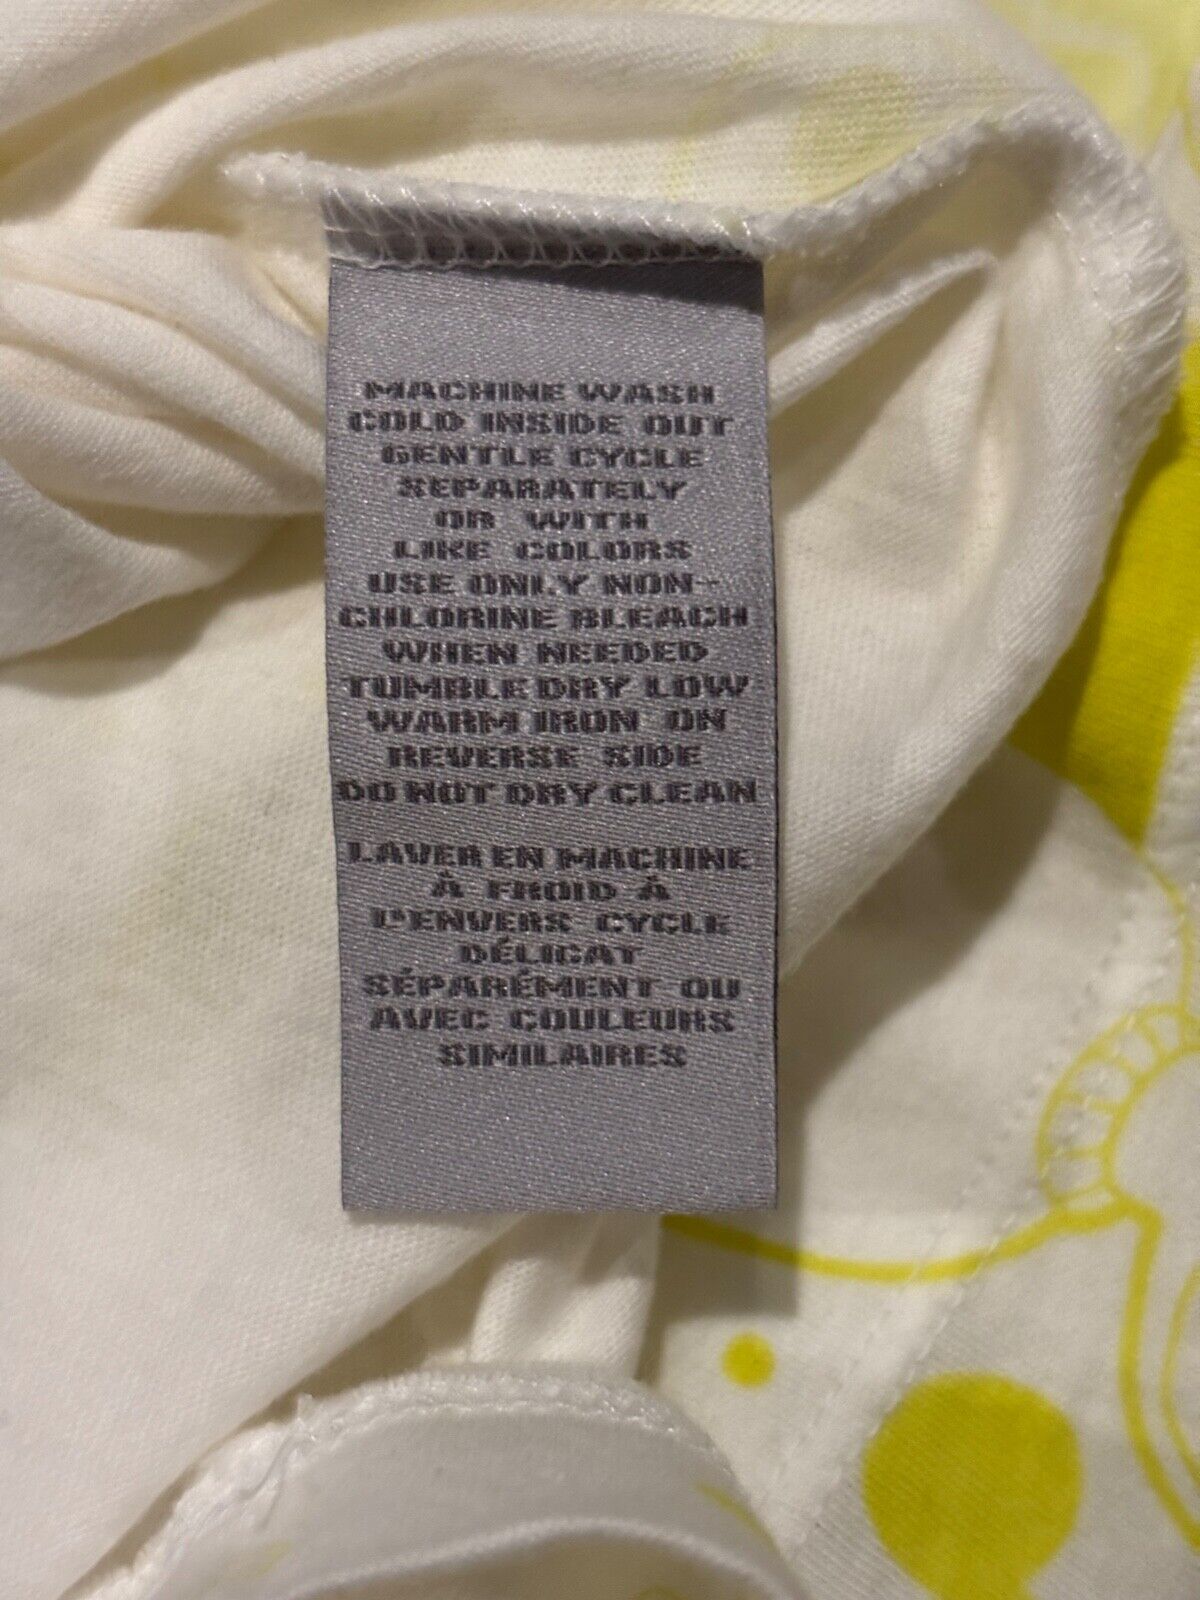 MACHINE WASH
COLD INSIDE OUT
GENTLE CYCLE
SEPARATELY
OR WITH
LIKE COLORS
USE ONLY NON-
CHLORINE BLEACH
WHEN NEEDED
TUMBLE DRY LOW
WARM IRON ON
REVERSE SIDE
DO NOT DRY CLEAN
LAVER EN MACHINE
À FROID À
L'ENVERS CYCLE
DÉLICAT
SÉPARÉMENT OU
AVEC COULEURS
SIMILAIRES